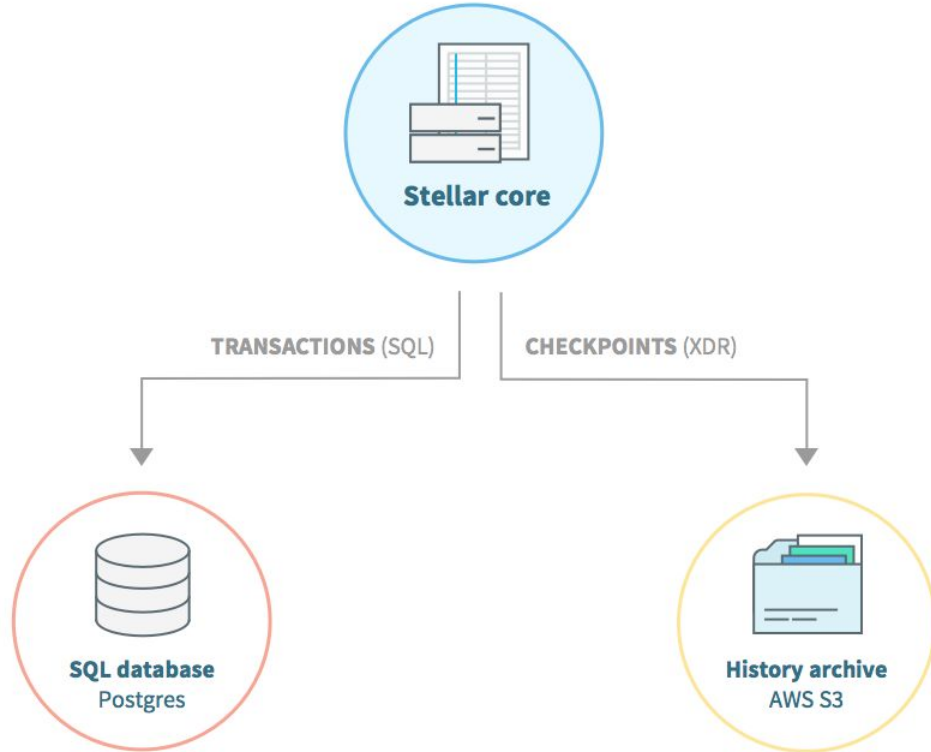 Stellar core
TRANSACTIONS (SQL)
CHECKPOINTS (XDR)
SQL database
Postgres
History archive
AWS S3